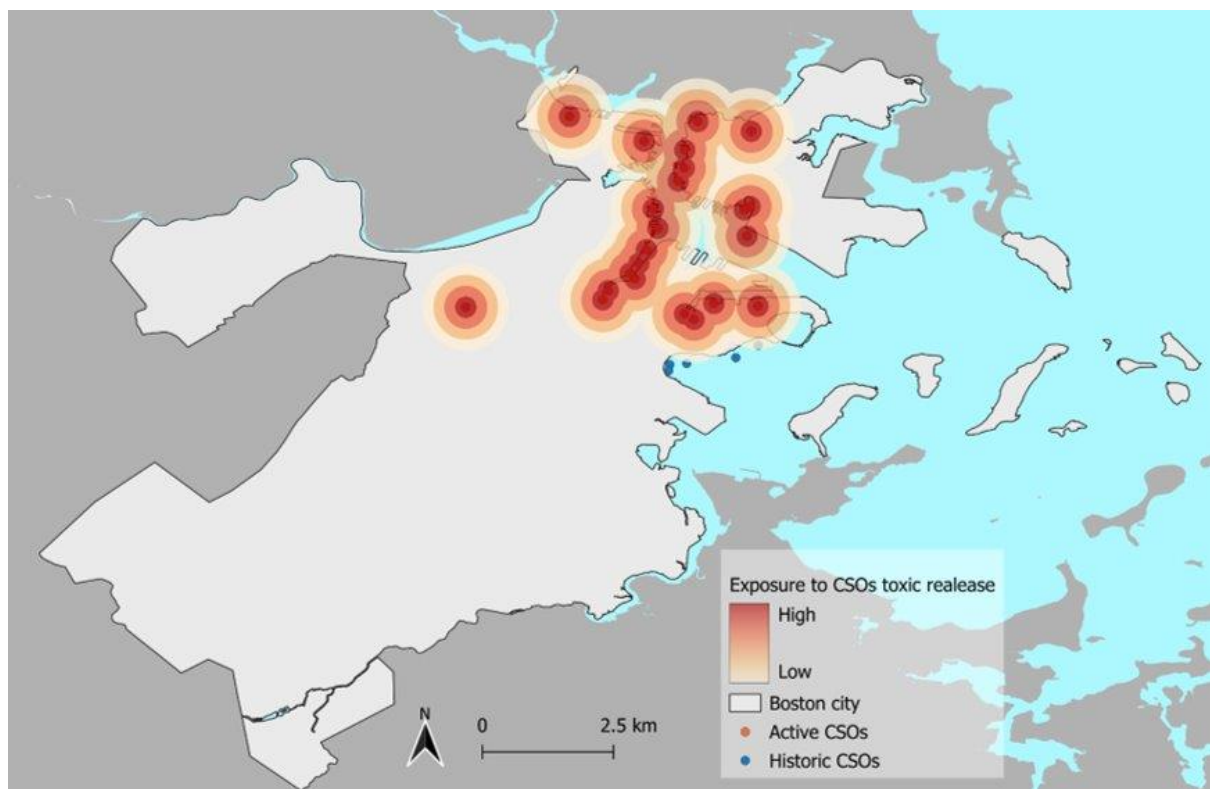 Exposure to CSOs toxic realease
High
Low
Boston city
Active CSOs
Historic CSOs
N
0 2.5 km